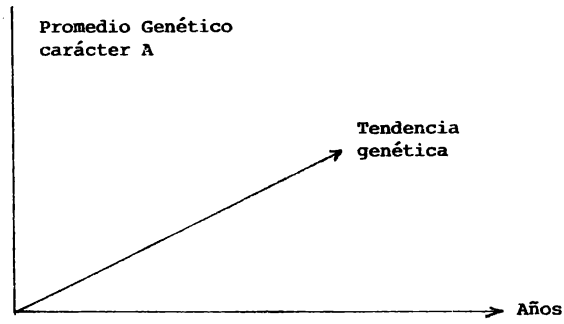 Promedio Genético
carácter A
Tendencia
genética
Años